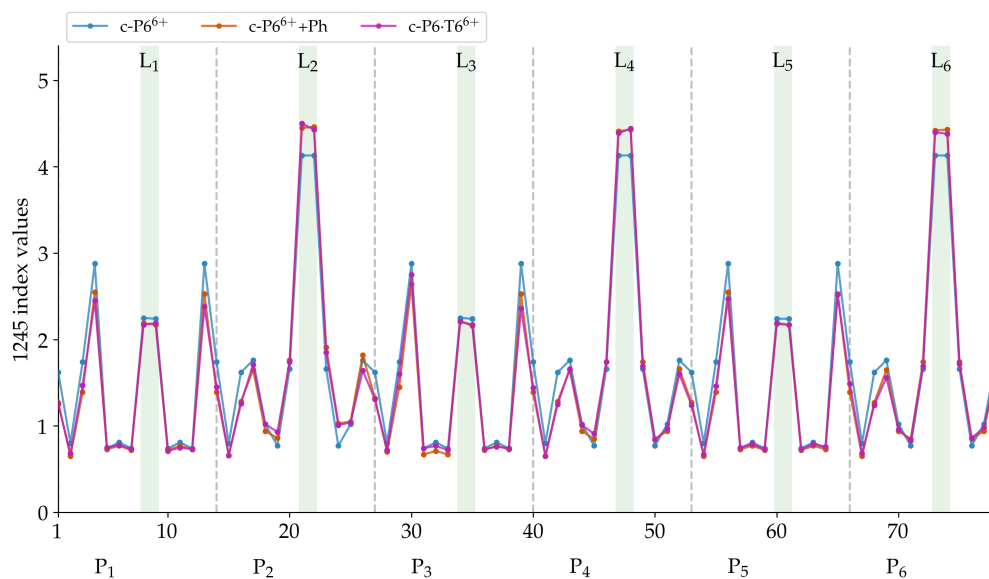 c-P6⁶⁺ c-P6⁶⁺+Ph c-P6·T6⁶⁺
L₁ L₂ L₃ L₄ L₅ L₆
1245 index values
5
4
3
2
1
0
1 10 20 30 40 50 60 70
P₁ P₂ P₃ P₄ P₅ P₆